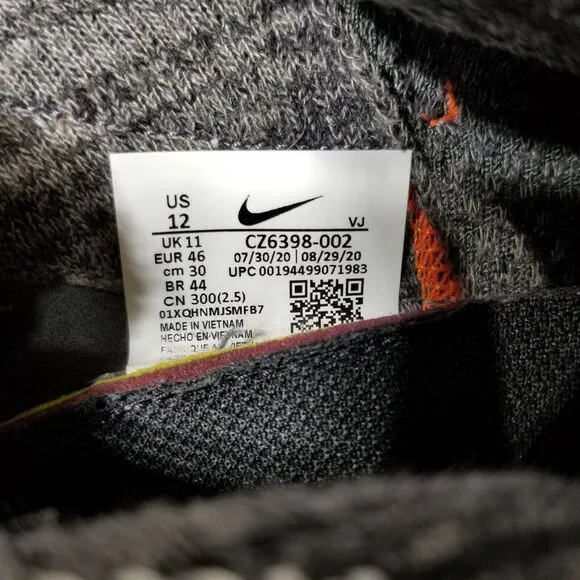 US
12
VJ
UK 11
EUR 46
cm 30
BR 44
CN 300(2.5)
CZ6398-002
07/30/20 | 08/29/20
UPC 00194499071983
01XQHNMJSMFB7
MADE IN VIETNAM
HECHO EN VIETNAM